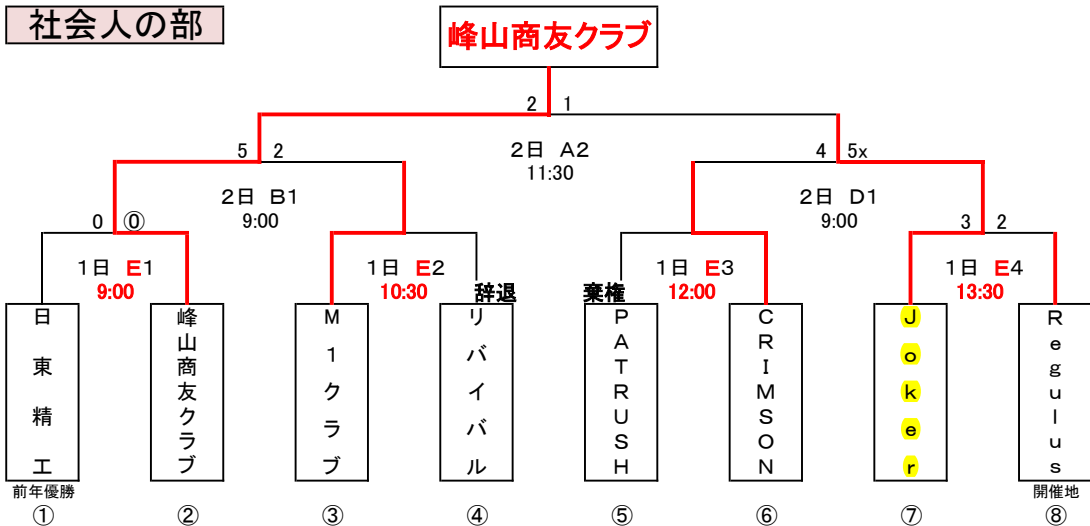 社会人の部
峰山商友クラブ
2 1
2日 A2
11:30
5 2
4 5x
2日 B1
9:00
2日 D1
9:00
0 ⓪
3 2
1日 E1
9:00
1日 E2
10:30
1日 E3
12:00
1日 E4
13:30
辞退
棄権
日東精工
峰山商友クラブ
M1クラブ
リバイバル
PATRUSH
CRIMSON
Joker
Regulus
前年優勝
開催地
① ② ③ ④ ⑤ ⑥ ⑦ ⑧